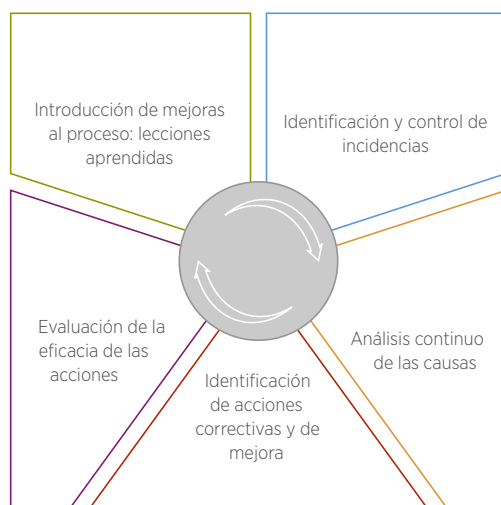 Introducción de mejoras
al proceso: lecciones
aprendidas
Identificación y control de
incidencias
Evaluación de la
eficacia de las
acciones
Identificación
de acciones
correctivas y de
mejora
Análisis continuo
de las causas